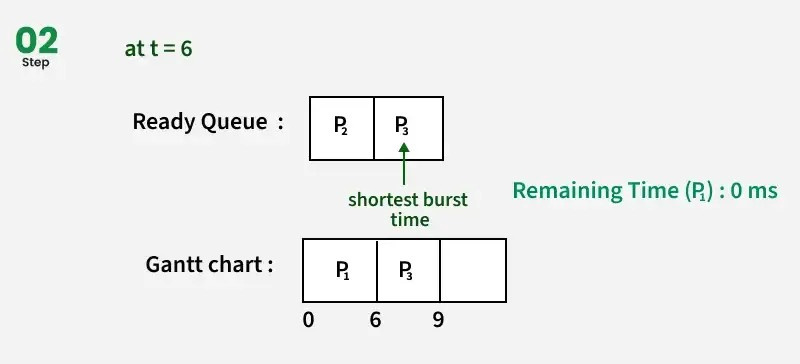 02
Step
at t = 6
Ready Queue :
P₂ P₃
shortest burst
time
Remaining Time (P₁) : 0 ms
Gantt chart :
P₁ P₃
0 6 9